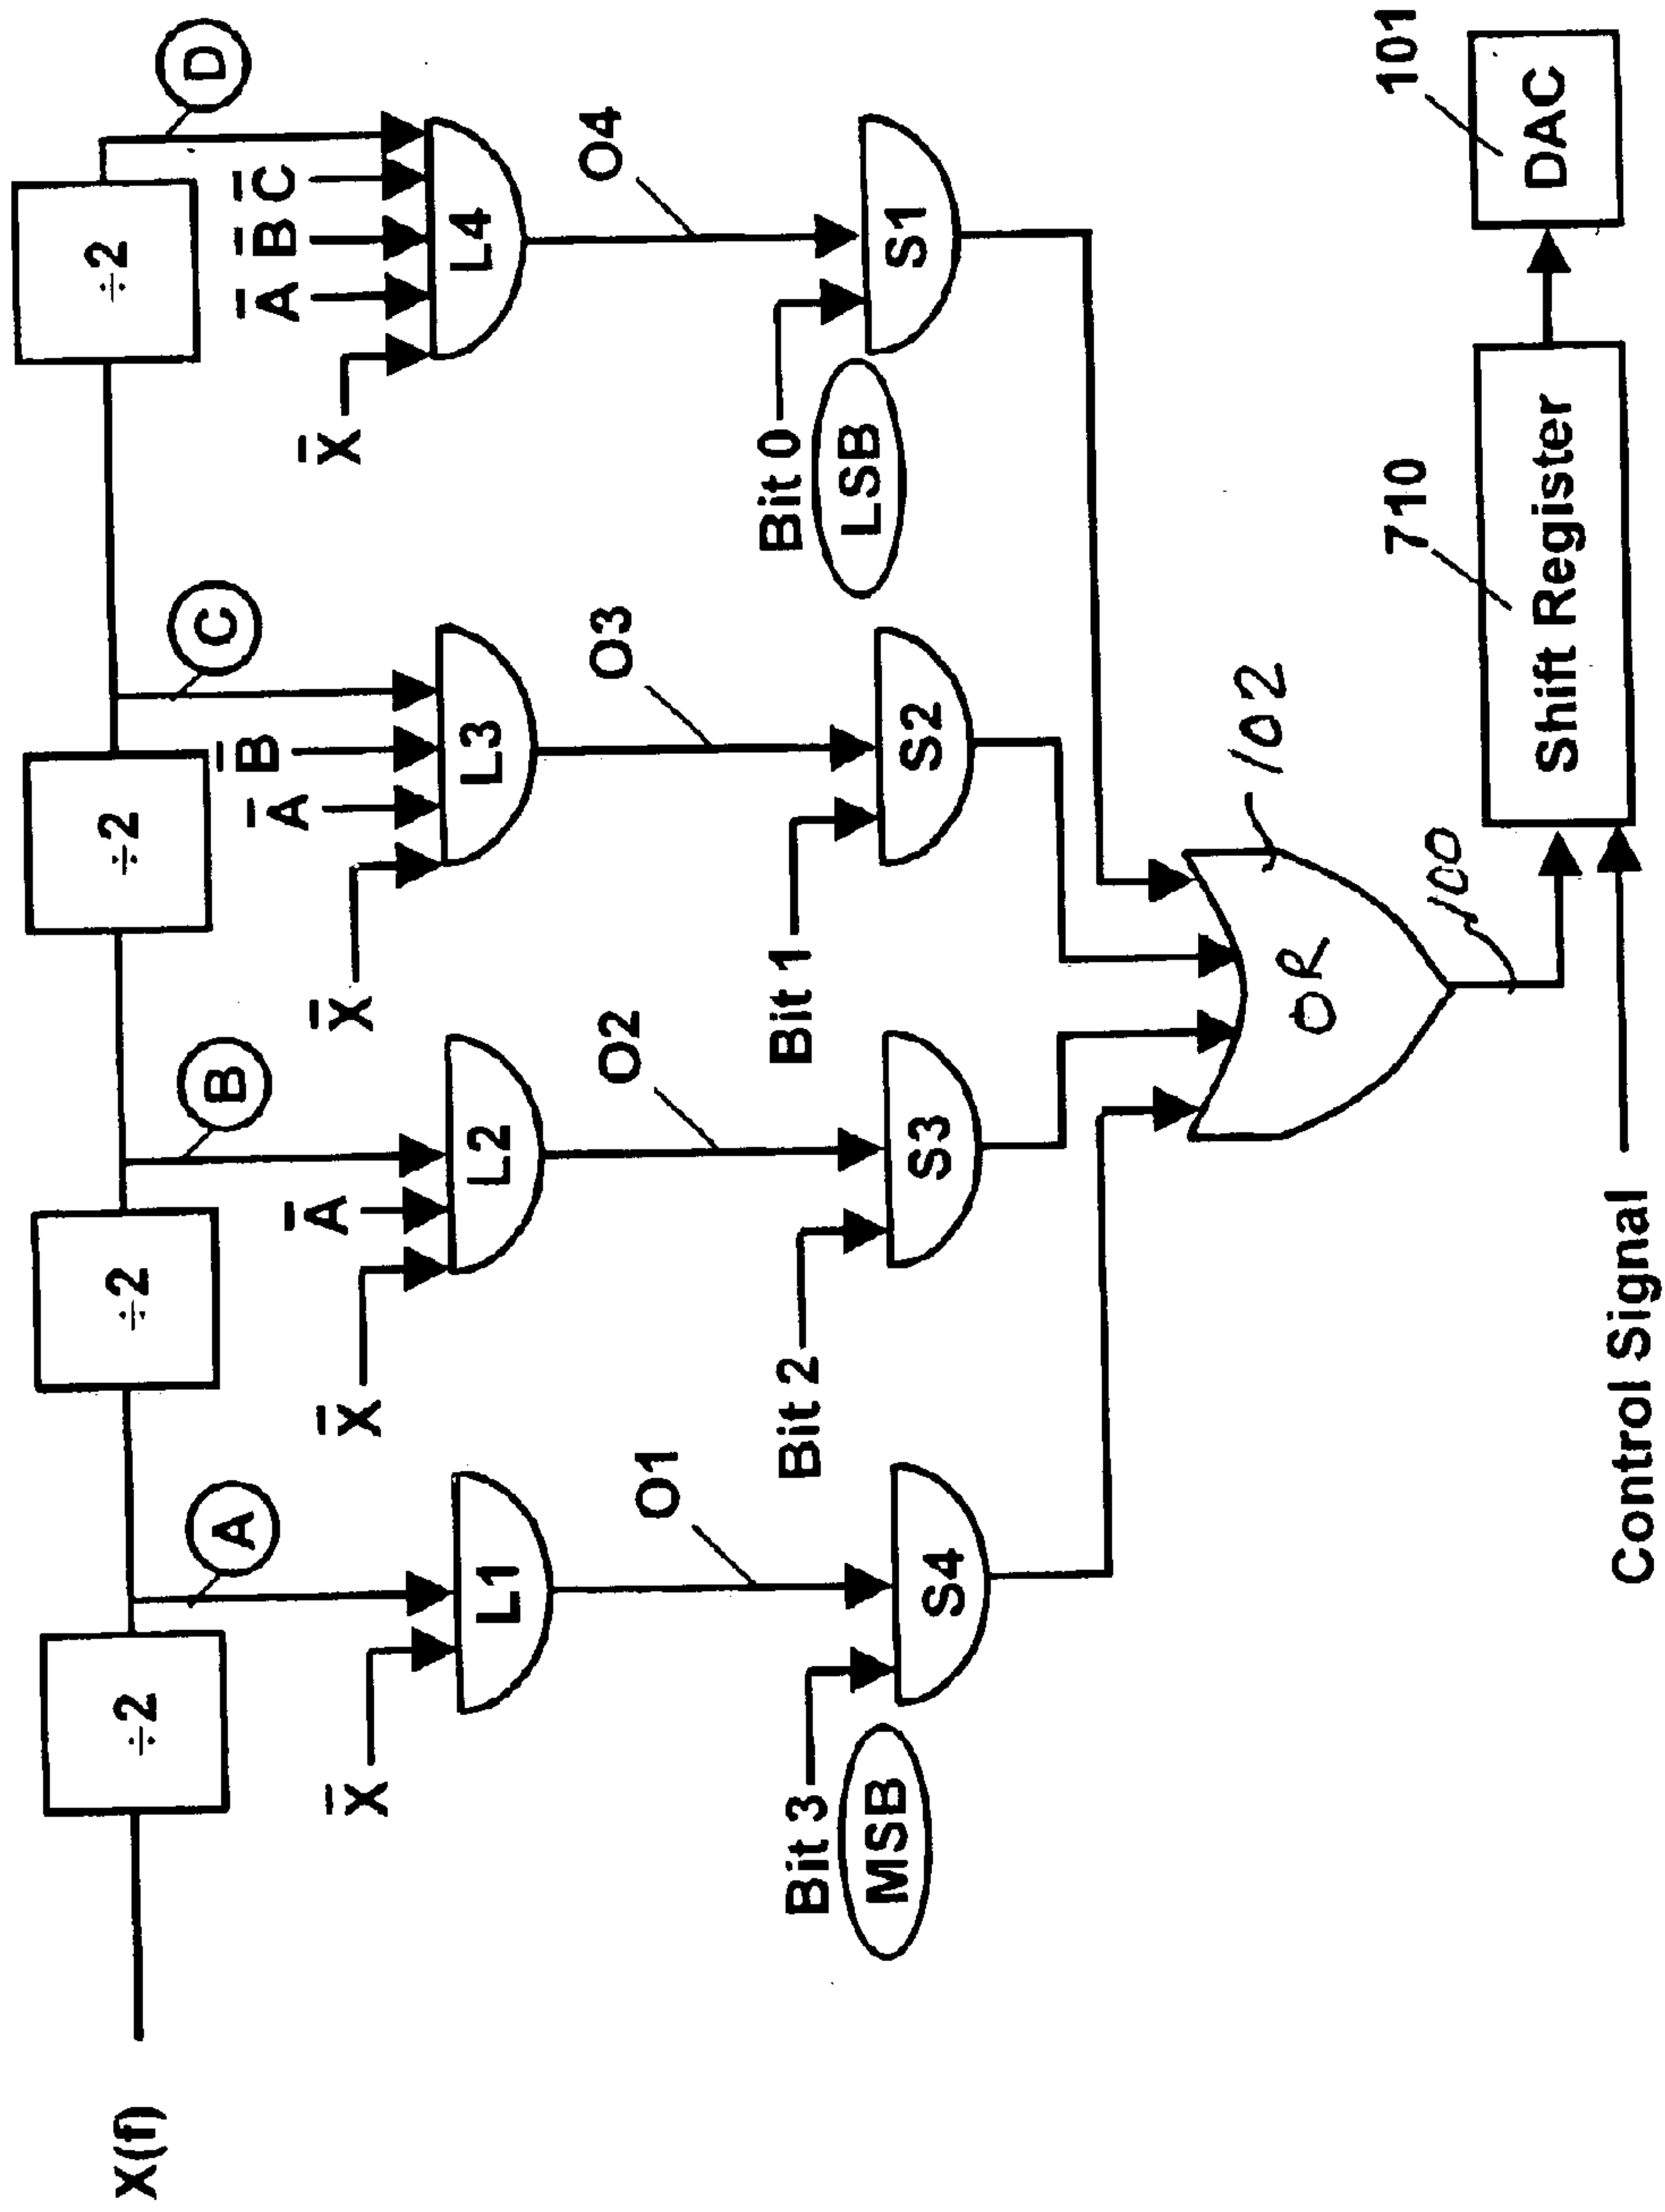 X(f)
÷2
÷2
÷2
÷2
A
B
C
D
X̄
X̄
Ā
X̄
Ā
B̄
X̄
Ā
B̄
C̄
L1
L2
L3
L4
O1
O2
O3
O4
Bit 3
MSB
Bit 2
Bit 1
Bit 0
LSB
S4
S3
S2
S1
OR
102
100
710
101
Control Signal
Shift Register
DAC